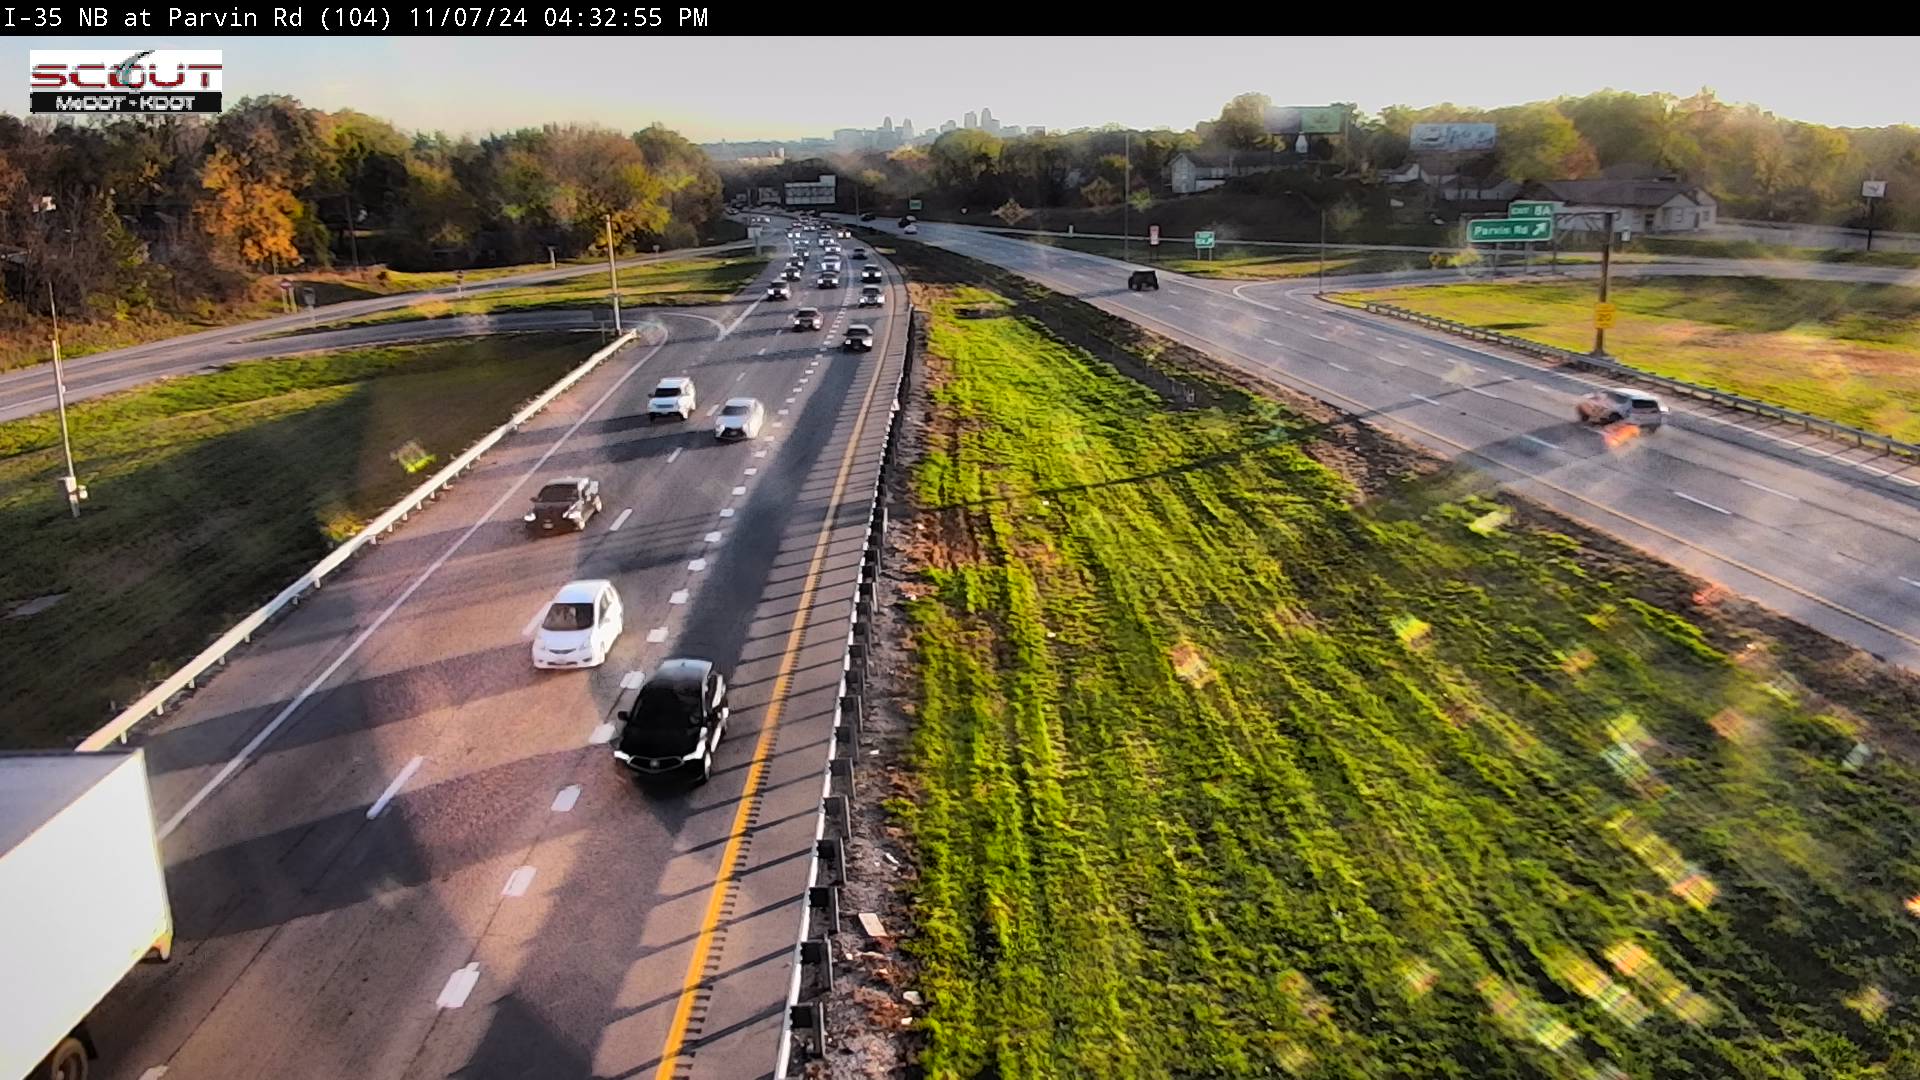 I-35 NB at Parvin Rd (104) 11/07/24 04:32:55 PM
SCOUT
MoDOT - KDOT
EXIT 8A
Parvin Rd